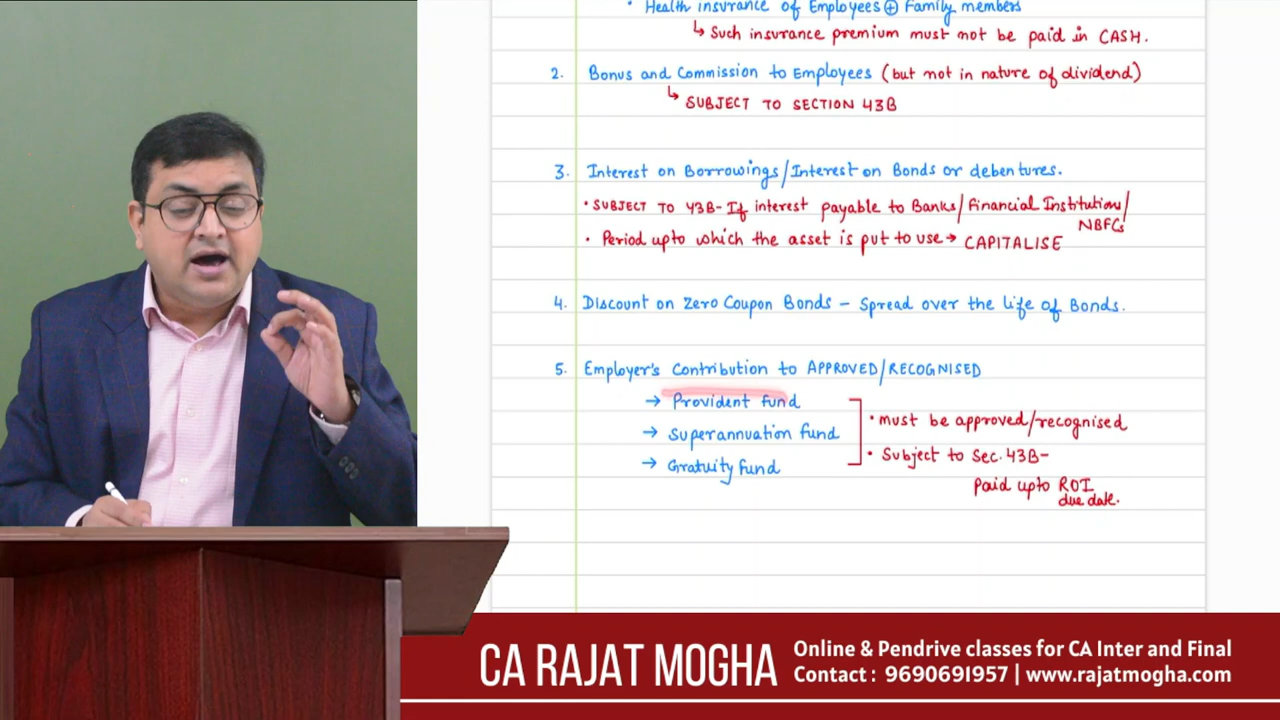 • Health insurance of Employees ⊕ Family members
↳ Such insurance premium must not be paid in CASH.
2. Bonus and Commission to Employees (but not in nature of dividend)
↳ SUBJECT TO SECTION 43B
3. Interest on Borrowings/Interest on Bonds or debentures.
• SUBJECT TO 43B- If interest payable to Banks/Financial Institutions/
NBFCs
• Period upto which the asset is put to use → CAPITALISE
4. Discount on Zero Coupon Bonds – Spread over the life of Bonds.
5. Employer's Contribution to APPROVED/RECOGNISED
→ Provident fund
→ Superannuation fund
→ Gratuity fund
• must be approved/recognised
• Subject to Sec. 43B-
Paid upto ROI
due date.
CA RAJAT MOGHA
Online & Pendrive classes for CA Inter and Final
Contact : 9690691957 | www.rajatmogha.com